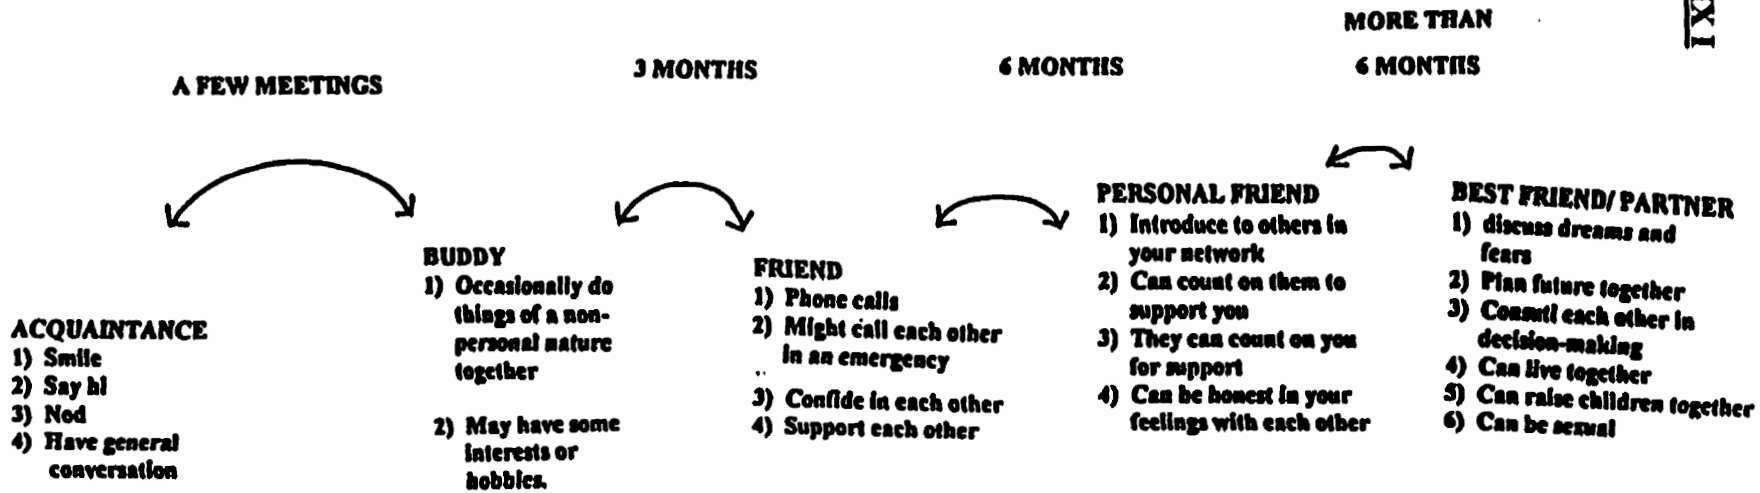 MORE THAN
A FEW MEETINGS
3 MONTHS
6 MONTHS
6 MONTHS
ACQUAINTANCE
1) Smile
2) Say hi
3) Nod
4) Have general
conversation
BUDDY
1) Occasionally do
things of a non-
personal nature
together
2) May have some
interests or
hobbies.
FRIEND
1) Phone calls
2) Might call each other
in an emergency
3) Confide in each other
4) Support each other
PERSONAL FRIEND
1) Introduce to others in
your network
2) Can count on them to
support you
3) They can count on you
for support
4) Can be honest in your
feelings with each other
BEST FRIEND/ PARTNER
1) discuss dreams and
fears
2) Plan future together
3) Consult each other in
decision-making
4) Can live together
5) Can raise children together
6) Can be sexual